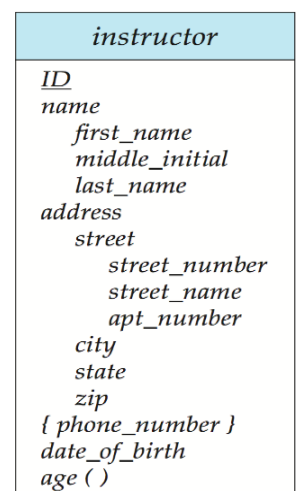 instructor
ID
name
first_name
middle_initial
last_name
address
street
street_number
street_name
apt_number
city
state
zip
{ phone_number }
date_of_birth
age ( )